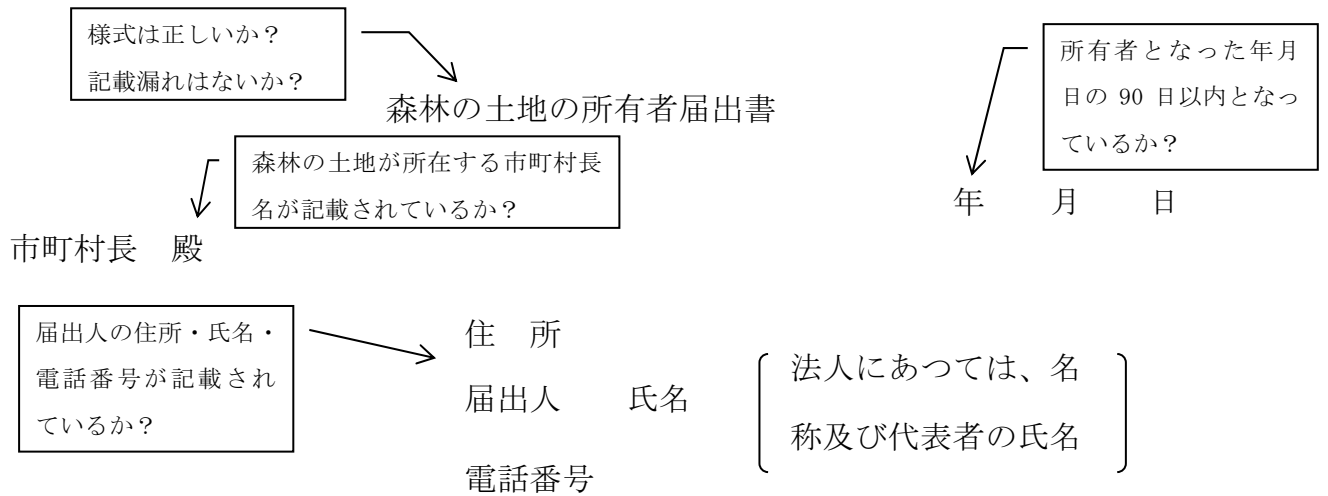 様式は正しいか？
記載漏れはないか？
所有者となった年月
日の 90 日以内となっ
ているか？
森林の土地の所有者届出書
森林の土地が所在する市町村長
名が記載されているか？
年　月　日
市町村長　殿
届出人の住所・氏名・
電話番号が記載され
ているか？
住　所
届出人　氏名
法人にあつては、名
称及び代表者の氏名
電話番号